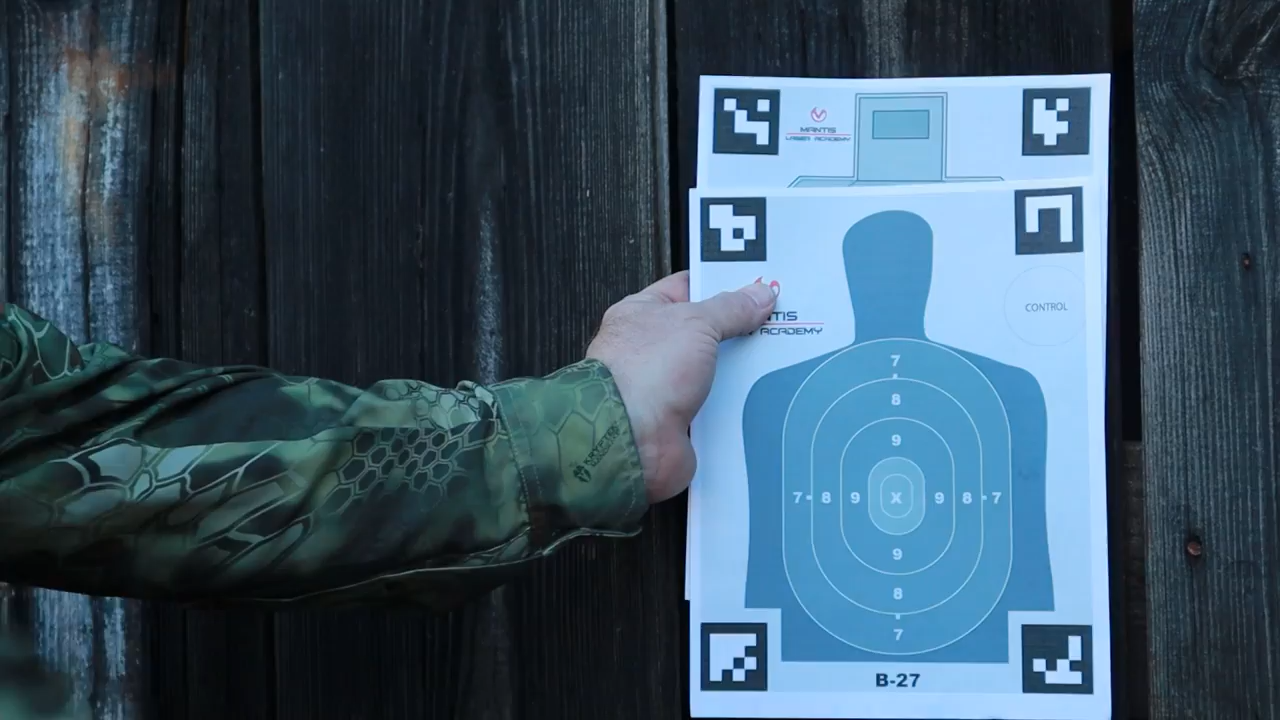 MANTIS
LASER ACADEMY
TIS
ACADEMY
CONTROL
7
8
9
7 8 9 X 9 8 7
9
8
7
B-27